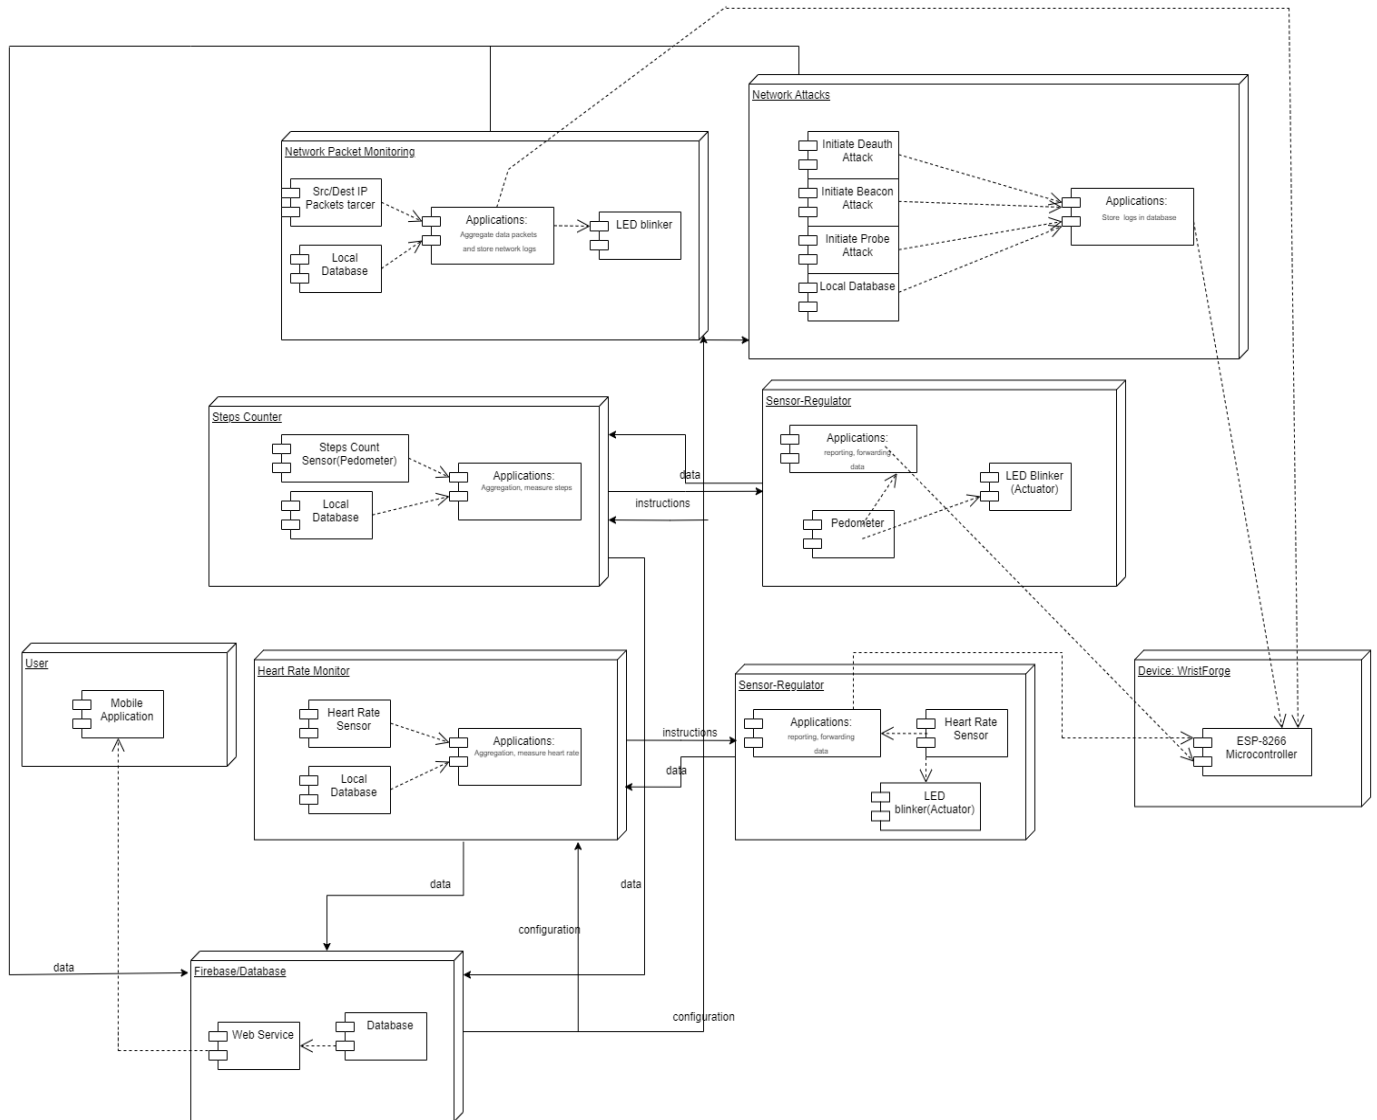 Network Attacks
Initiate Deauth
Attack
Initiate Beacon
Attack
Initiate Probe
Attack
Local Database
Applications:
Store logs in database
Network Packet Monitoring
Src/Dest IP
Packets tarcer
Local
Database
Applications:
Aggregate data packets
and store network logs
LED blinker
Steps Counter
Steps Count
Sensor(Pedometer)
Local
Database
Applications:
Aggregation, measure steps
data
instructions
Sensor-Regulator
Applications:
reporting, forwarding
data
LED Blinker
(Actuator)
Pedometer
User
Mobile
Application
Heart Rate Monitor
Heart Rate
Sensor
Local
Database
Applications:
Aggregation, measure heart rate
instructions
data
Sensor-Regulator
Applications:
reporting, forwarding
data
Heart Rate
Sensor
LED
blinker(Actuator)
Device: WristForge
ESP-8266
Microcontroller
data
data
configuration
data
configuration
Firebase/Database
Web Service
Database